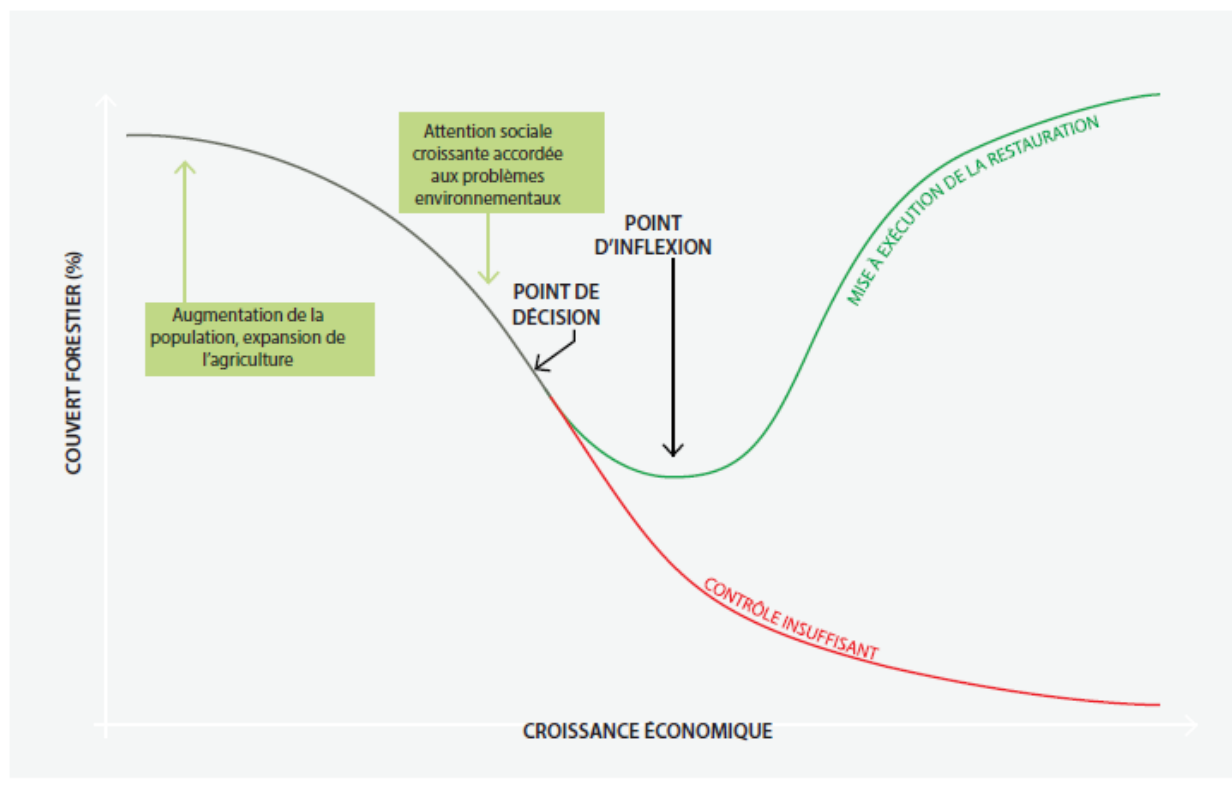 Attention sociale
croissante accordée
aux problèmes
environnementaux
POINT
D'INFLEXION
POINT DE
DÉCISION
Augmentation de la
population, expansion de
l'agriculture
MISE À EXÉCUTION DE LA RESTAURATION
CONTRÔLE INSUFFISANT
COUVERT FORESTIER (%)
CROISSANCE ÉCONOMIQUE